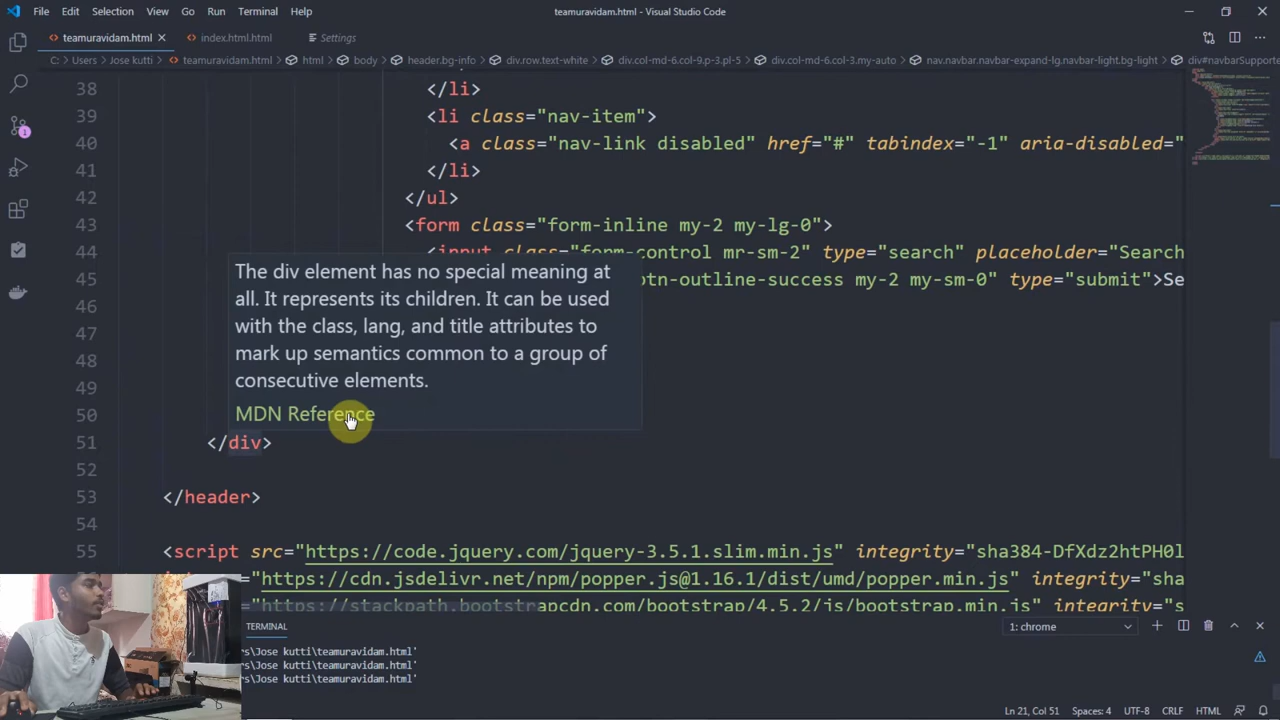 File Edit Selection View Go Run Terminal Help
teamuravidam.html - Visual Studio Code
teamuravidam.html
index.html.html
Settings
C: > Users > Jose kutti > teamuravidam.html > html > body > header.bg-info > div.row.text-white > div.col-md-6.col-9.p-3.pl-5 > div.col-md-6.col-3.my-auto > nav.navbar.navbar-expand-lg.navbar-light.bg-light > div#navbarSupporte
38 </li>
39 <li class="nav-item">
40 <a class="nav-link disabled" href="#" tabindex="-1" aria-disabled="
41 </li>
42 </ul>
43 <form class="form-inline my-2 my-lg-0">
44 <input class="form-control mr-sm-2" type="search" placeholder="Search
45 otn-outline-success my-2 my-sm-0" type="submit">Se
46
47
48
49
50
51 </div>
52
53 </header>
54
55 <script src="https://code.jquery.com/jquery-3.5.1.slim.min.js" integrity="sha384-DfXdz2htPH0l
"https://cdn.jsdelivr.net/npm/popper.js@1.16.1/dist/umd/popper.min.js" integrity="sha
"https://stackpath.bootstrapcdn.com/bootstrap/4.5.2/js/bootstrap.min.js" integrity="s
The div element has no special meaning at
all. It represents its children. It can be used
with the class, lang, and title attributes to
mark up semantics common to a group of
consecutive elements.
MDN Reference
TERMINAL
1: chrome
rs\Jose kutti\teamuravidam.html'
rs\Jose kutti\teamuravidam.html'
rs\Jose kutti\teamuravidam.html'
Ln 21, Col 51 Spaces: 4 UTF-8 CRLF HTML